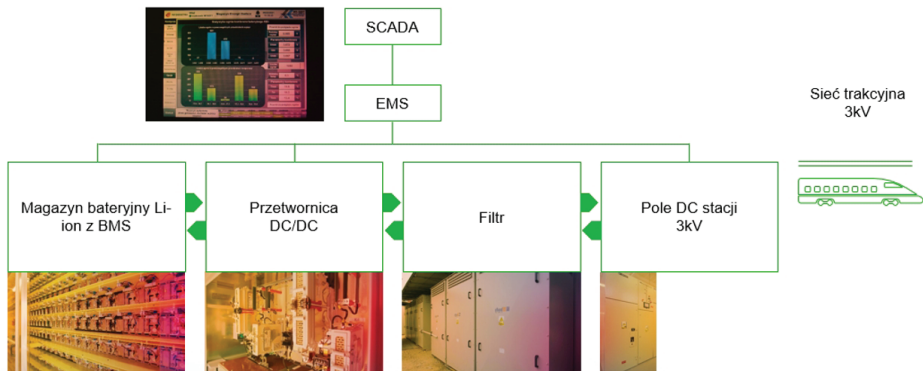 SCADA
EMS
Sieć trakcyjna
3kV
Magazyn bateryjny Li-
ion z BMS
Przetwornica
DC/DC
Filtr
Pole DC stacji
3kV